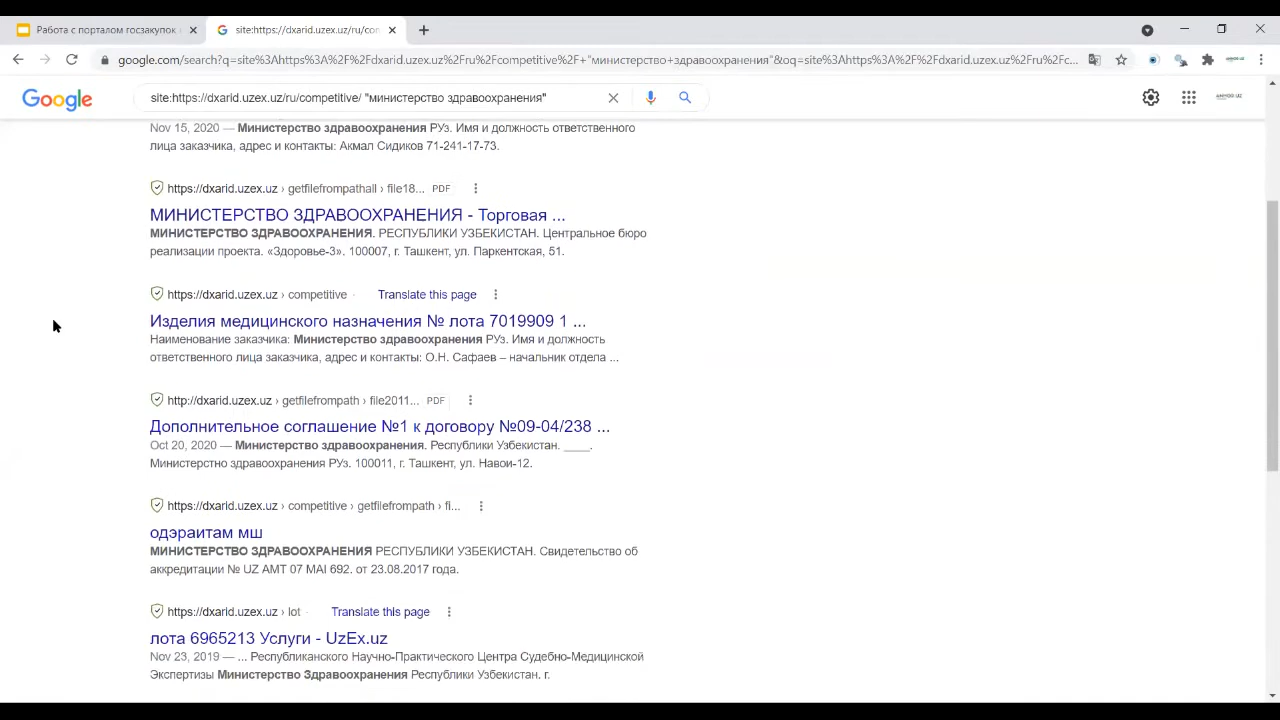 Работа с порталом госзакупок
site:https://dxarid.uzex.uz/ru/con
google.com/search?q=site%3Ahttps%3A%2F%2Fdxarid.uzex.uz%2Fru%2Fcompetitive%2F+"министерство+здравоохранения"&oq=site%3Ahttps%3A%2F%2Fdxarid.uzex.uz%2Fru%2Fc...
Google
site:https://dxarid.uzex.uz/ru/competitive/ "министерство здравоохранения"
Nov 15, 2020 — Министерство здравоохранения РУз. Имя и должность ответственного
лица заказчика, адрес и контакты: Акмал Сидиков 71-241-17-73.
https://dxarid.uzex.uz › getfilefrompathall › file18... PDF
МИНИСТЕРСТВО ЗДРАВООХРАНЕНИЯ - Торговая ...
МИНИСТЕРСТВО ЗДРАВООХРАНЕНИЯ. РЕСПУБЛИКИ УЗБЕКИСТАН. Центральное бюро
реализации проекта. «Здоровье-3». 100007, г. Ташкент, ул. Паркентская, 51.
https://dxarid.uzex.uz › competitive · Translate this page
Изделия медицинского назначения № лота 7019909 1 ...
Наименование заказчика: Министерство здравоохранения РУз. Имя и должность
ответственного лица заказчика, адрес и контакты: О.Н. Сафаев – начальник отдела ...
http://dxarid.uzex.uz › getfilefrompath › file2011... PDF
Дополнительное соглашение №1 к договору №09-04/238 ...
Oct 20, 2020 — Министерство здравоохранения. Республики Узбекистан. ____.
Министерстно здравоохранения РУз. 100011, г. Ташкент, ул. Навои-12.
https://dxarid.uzex.uz › competitive › getfilefrompath › fi...
одэраитам мш
МИНИСТЕРСТВО ЗДРАВООХРАНЕНИЯ РЕСПУБЛИКИ УЗБЕКИСТАН. Свидетельство об
аккредитации № UZ AMT 07 MAI 692. от 23.08.2017 года.
https://dxarid.uzex.uz › lot · Translate this page
лота 6965213 Услуги - UzEx.uz
Nov 23, 2019 — ... Республиканского Научно-Практического Центра Судебно-Медицинской
Экспертизы Министерство Здравоохранения Республики Узбекистан. г.